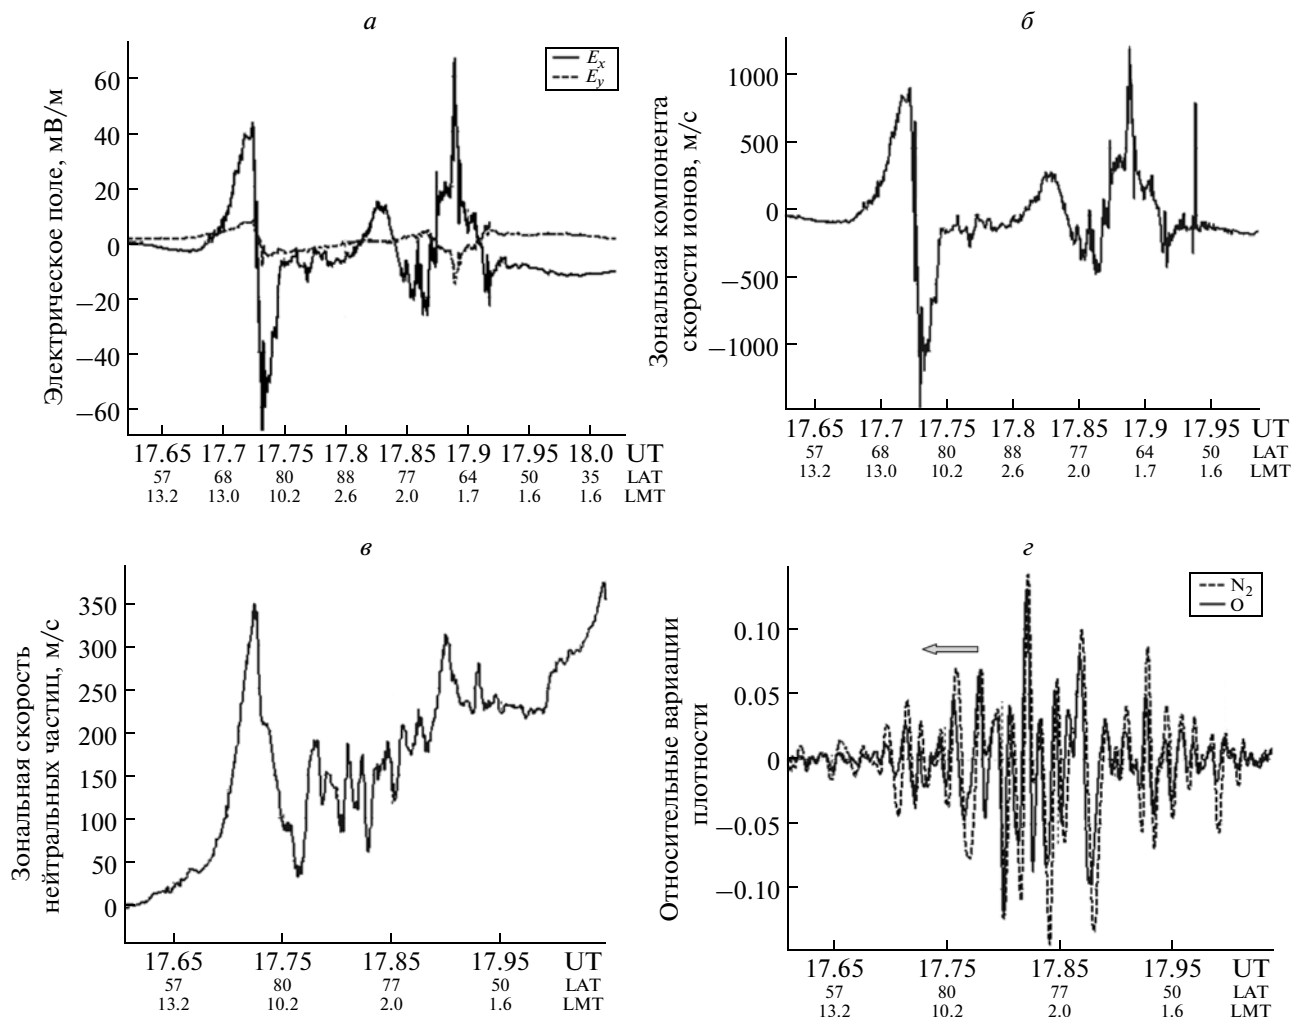 а
Электрическое поле, мВ/м
60
40
20
0
−20
−40
−60
Ex
Ey
17.65 17.7 17.75 17.8 17.85 17.9 17.95 18.0 UT
57 68 80 88 77 64 50 35 LAT
13.2 13.0 10.2 2.6 2.0 1.7 1.6 1.6 LMT
б
Зональная компонента
скорости ионов, м/с
1000
500
0
−500
−1000
17.65 17.7 17.75 17.8 17.85 17.9 17.95 UT
57 68 80 88 77 64 50 LAT
13.2 13.0 10.2 2.6 2.0 1.7 1.6 LMT
в
Зональная скорость
нейтральных частиц, м/с
350
300
250
200
150
100
50
0
17.65 17.75 17.85 17.95 UT
57 80 77 50 LAT
13.2 10.2 2.0 1.6 LMT
г
Относительные вариации
плотности
0.10
0.05
0
−0.05
−0.10
N2
O
17.65 17.75 17.85 17.95 UT
57 80 77 50 LAT
13.2 10.2 2.0 1.6 LMT